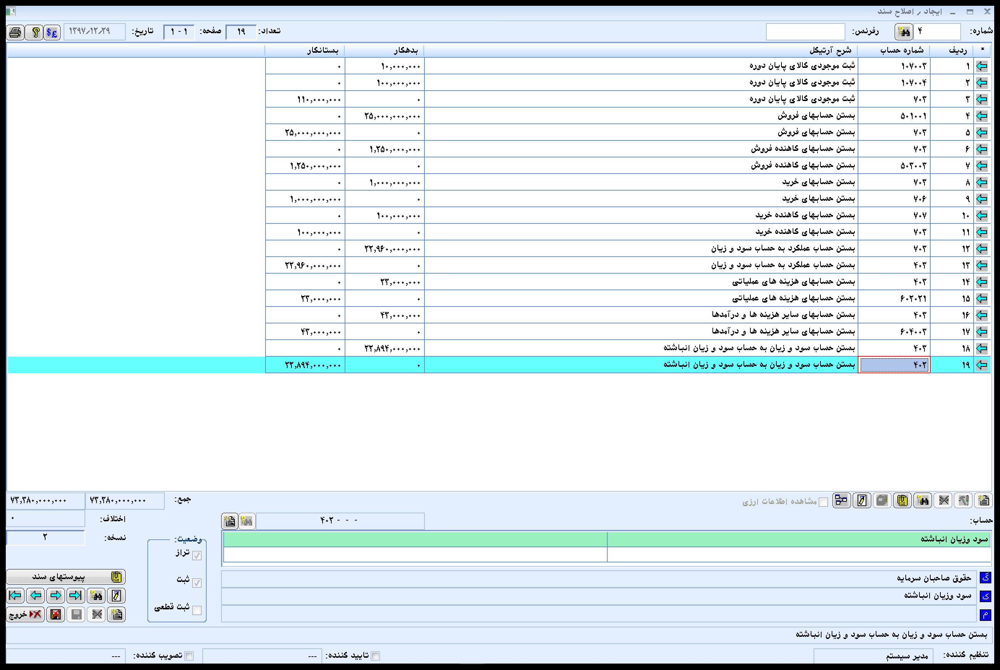 ایجاد / اصلاح سند
شماره: ۴ رفرنس: تعداد: ۱۹ صفحه: ۱ - ۱ تاریخ: ۱۳۹۷/۱۲/۲۹
* ردیف شماره حساب شرح آرتیکل بدهکار بستانکار
۱ ۱۰۷۰۰۳ ثبت موجودی کالای پایان دوره ۱۰,۰۰۰,۰۰۰ ۰
۲ ۱۰۷۰۰۴ ثبت موجودی کالای پایان دوره ۱۰۰,۰۰۰,۰۰۰ ۰
۳ ۷۰۳ ثبت موجودی کالای پایان دوره ۰ ۱۱۰,۰۰۰,۰۰۰
۴ ۵۰۱۰۰۱ بستن حسابهای فروش ۲۵,۰۰۰,۰۰۰,۰۰۰ ۰
۵ ۷۰۳ بستن حسابهای فروش ۰ ۲۵,۰۰۰,۰۰۰,۰۰۰
۶ ۷۰۳ بستن حسابهای کاهنده فروش ۱,۲۵۰,۰۰۰,۰۰۰ ۰
۷ ۵۰۳۰۰۳ بستن حسابهای کاهنده فروش ۰ ۱,۲۵۰,۰۰۰,۰۰۰
۸ ۷۰۳ بستن حسابهای خرید ۱,۰۰۰,۰۰۰,۰۰۰ ۰
۹ ۷۰۶ بستن حسابهای خرید ۰ ۱,۰۰۰,۰۰۰,۰۰۰
۱۰ ۷۰۷ بستن حسابهای کاهنده خرید ۱۰۰,۰۰۰,۰۰۰ ۰
۱۱ ۷۰۳ بستن حسابهای کاهنده خرید ۰ ۱۰۰,۰۰۰,۰۰۰
۱۲ ۷۰۳ بستن حساب عملکرد به حساب سود و زیان ۲۲,۹۶۰,۰۰۰,۰۰۰ ۰
۱۳ ۴۰۳ بستن حساب عملکرد به حساب سود و زیان ۰ ۲۲,۹۶۰,۰۰۰,۰۰۰
۱۴ ۴۰۳ بستن حسابهای هزینه های عملیاتی ۲۳,۰۰۰,۰۰۰ ۰
۱۵ ۶۰۲۰۲۱ بستن حسابهای هزینه های عملیاتی ۰ ۲۳,۰۰۰,۰۰۰
۱۶ ۴۰۳ بستن حسابهای سایر هزینه ها و درآمدها ۴۳,۰۰۰,۰۰۰ ۰
۱۷ ۶۰۴۰۰۳ بستن حسابهای سایر هزینه ها و درآمدها ۰ ۴۳,۰۰۰,۰۰۰
۱۸ ۴۰۳ بستن حساب سود و زیان به حساب سود و زیان انباشته ۲۲,۸۹۴,۰۰۰,۰۰۰ ۰
۱۹ ۴۰۲ بستن حساب سود و زیان به حساب سود و زیان انباشته ۰ ۲۲,۸۹۴,۰۰۰,۰۰۰
مشاهده اطلاعات ارزی جمع: ۷۳,۳۸۰,۰۰۰,۰۰۰ ۷۳,۳۸۰,۰۰۰,۰۰۰
حساب: ۴۰۲ - - - اختلاف: ۰
سود وزیان انباشته وضعیت: نسخه: ۲
تراز
گ حقوق صاحبان سرمایه ثبت پیوستهای سند
ک سود وزیان انباشته
م ثبت قطعی خروج
بستن حساب سود و زیان به حساب سود و زیان انباشته
تنظیم کننده: مدیر سیستم تایید کننده: --- تصویب کننده: ---